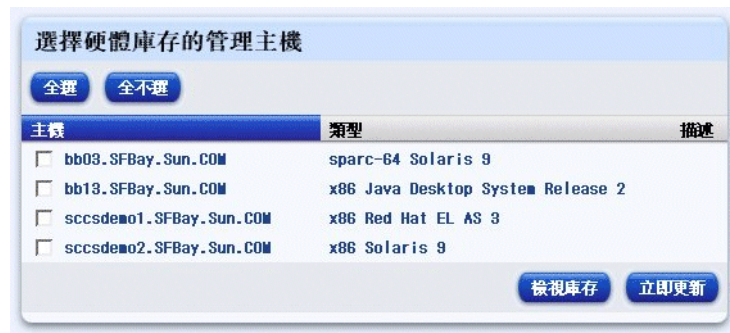 選擇硬體庫存的管理主機
全選 全不選
主機 類型 描述
bb03.SFBay.Sun.COM sparc-64 Solaris 9
bb13.SFBay.Sun.COM x86 Java Desktop System Release 2
sccsdemo1.SFBay.Sun.COM x86 Red Hat EL AS 3
sccsdemo2.SFBay.Sun.COM x86 Solaris 9
檢視庫存 立即更新